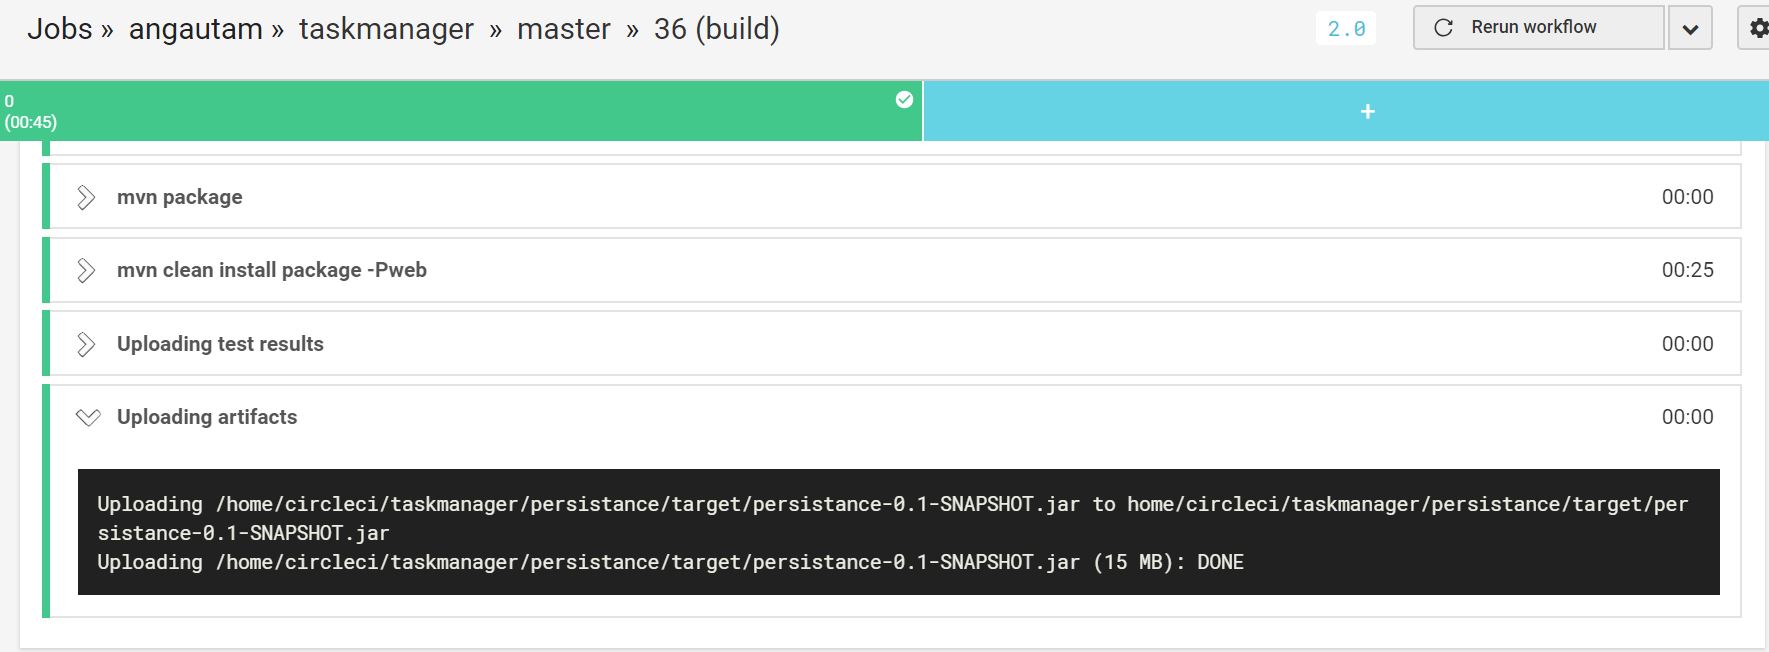 Jobs » angautam » taskmanager » master » 36 (build)
2.0
Rerun workflow
0
(00:45)
+
mvn package
00:00
mvn clean install package -Pweb
00:25
Uploading test results
00:00
Uploading artifacts
00:00
Uploading /home/circleci/taskmanager/persistance/target/persistance-0.1-SNAPSHOT.jar to home/circleci/taskmanager/persistance/target/per
sistance-0.1-SNAPSHOT.jar
Uploading /home/circleci/taskmanager/persistance/target/persistance-0.1-SNAPSHOT.jar (15 MB): DONE